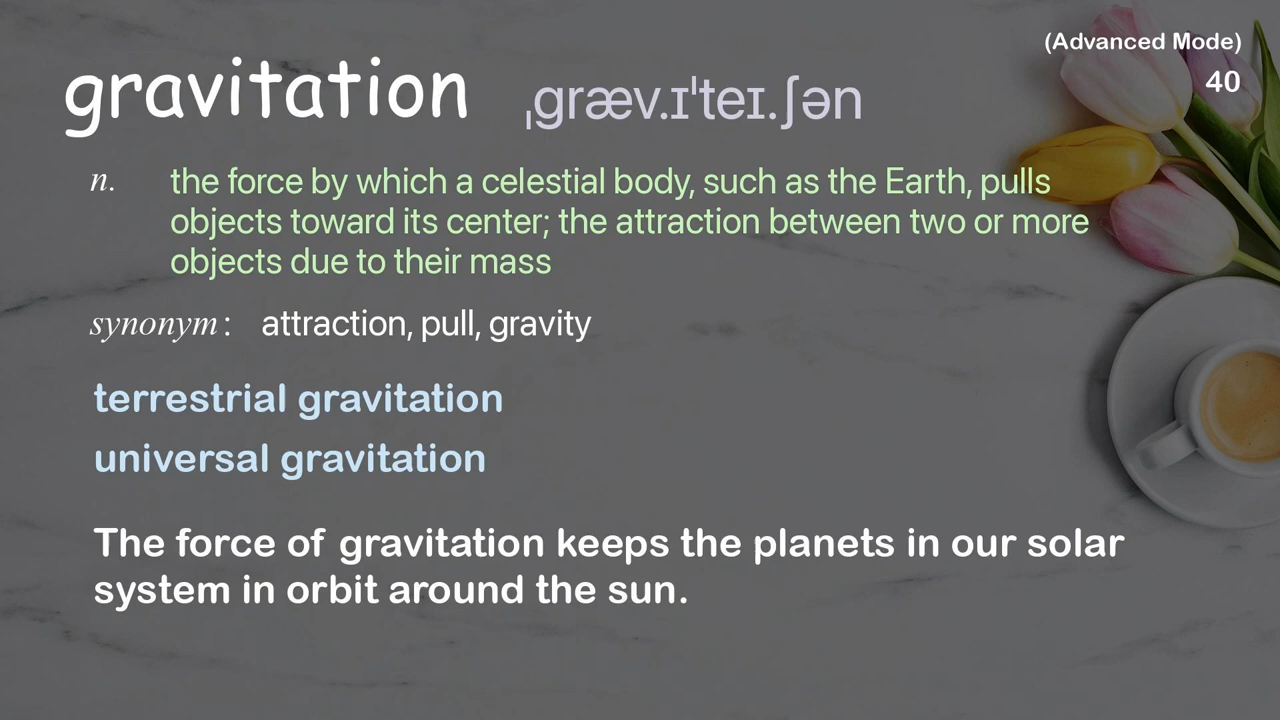 (Advanced Mode)
gravitation ˌɡræv.ɪˈteɪ.ʃən
40
n. the force by which a celestial body, such as the Earth, pulls
objects toward its center; the attraction between two or more
objects due to their mass
synonym: attraction, pull, gravity
terrestrial gravitation
universal gravitation
The force of gravitation keeps the planets in our solar
system in orbit around the sun.